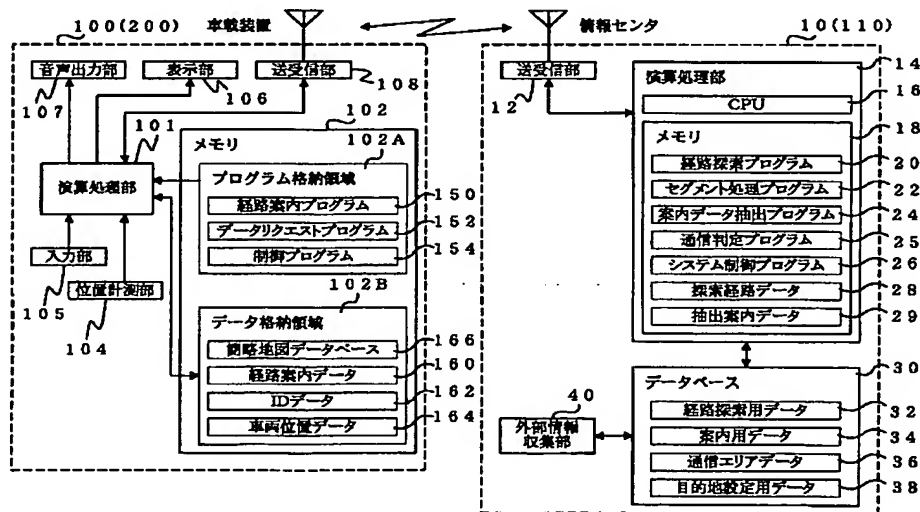 100(200)
車載装置
音声出力部
表示部
送受信部
107
106
108
101
演算処理部
入力部
105
位置計測部
104
102
メモリ
102A
プログラム格納領域
経路案内プログラム
150
データリクエストプログラム
152
制御プログラム
154
102B
データ格納領域
簡略地図データベース
166
経路案内データ
160
IDデータ
162
車両位置データ
164
情報センタ
10(110)
送受信部
12
演算処理部
14
CPU
16
メモリ
18
経路探索プログラム
20
セグメント処理プログラム
22
案内データ抽出プログラム
24
通信判定プログラム
25
システム制御プログラム
26
探索経路データ
28
抽出案内データ
29
データベース
30
経路探索用データ
32
案内用データ
34
通信エリアデータ
36
目的地設定用データ
38
40
外部情報
収集部